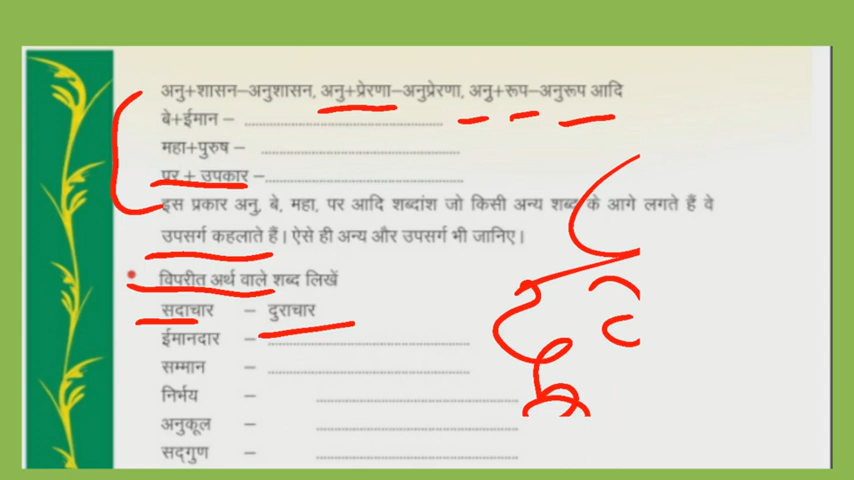 अनु+शासन–अनुशासन, अनु+प्रेरणा–अनुप्रेरणा, अनु+रूप–अनुरूप आदि
बे+ईमान – ........................................
महा+पुरुष – ........................................
पर + उपकार –........................................
इस प्रकार अनु, बे, महा, पर आदि शब्दांश जो किसी अन्य शब्द के आगे लगते हैं वे
उपसर्ग कहलाते हैं। ऐसे ही अन्य और उपसर्ग भी जानिए।
• विपरीत अर्थ वाले शब्द लिखें
सदाचार – दुराचार
ईमानदार – ........................................
सम्मान – ........................................
निर्भय – ........................................
अनुकूल – ........................................
सद्गुण – ........................................